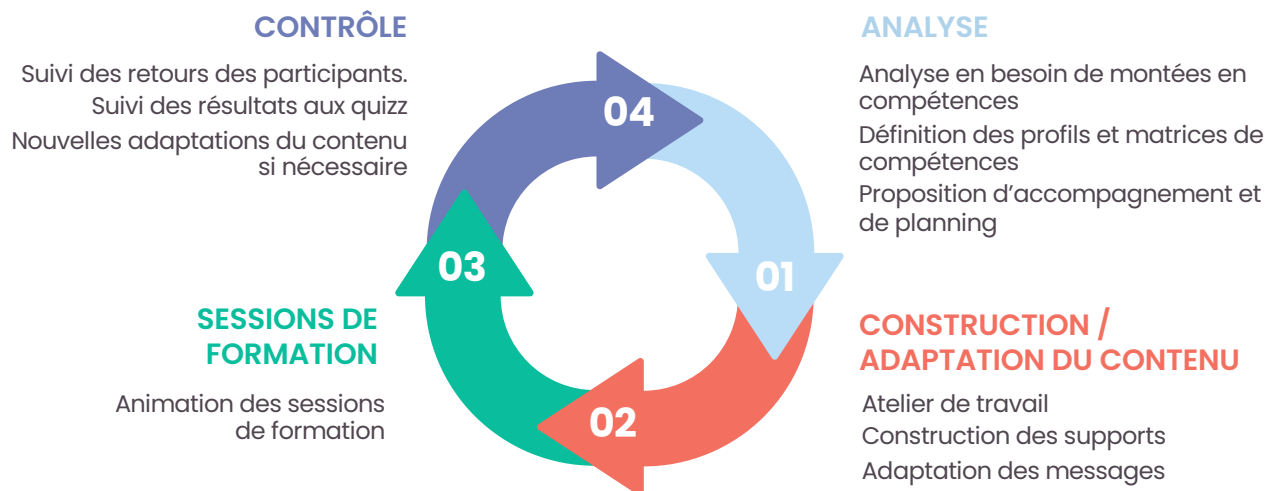 CONTRÔLE
Suivi des retours des participants.
Suivi des résultats aux quizz
Nouvelles adaptations du contenu
si nécessaire
04
ANALYSE
Analyse en besoin de montées en
compétences
Définition des profils et matrices de
compétences
Proposition d’accompagnement et
de planning
03
01
SESSIONS DE
FORMATION
Animation des sessions
de formation
02
CONSTRUCTION /
ADAPTATION DU CONTENU
Atelier de travail
Construction des supports
Adaptation des messages